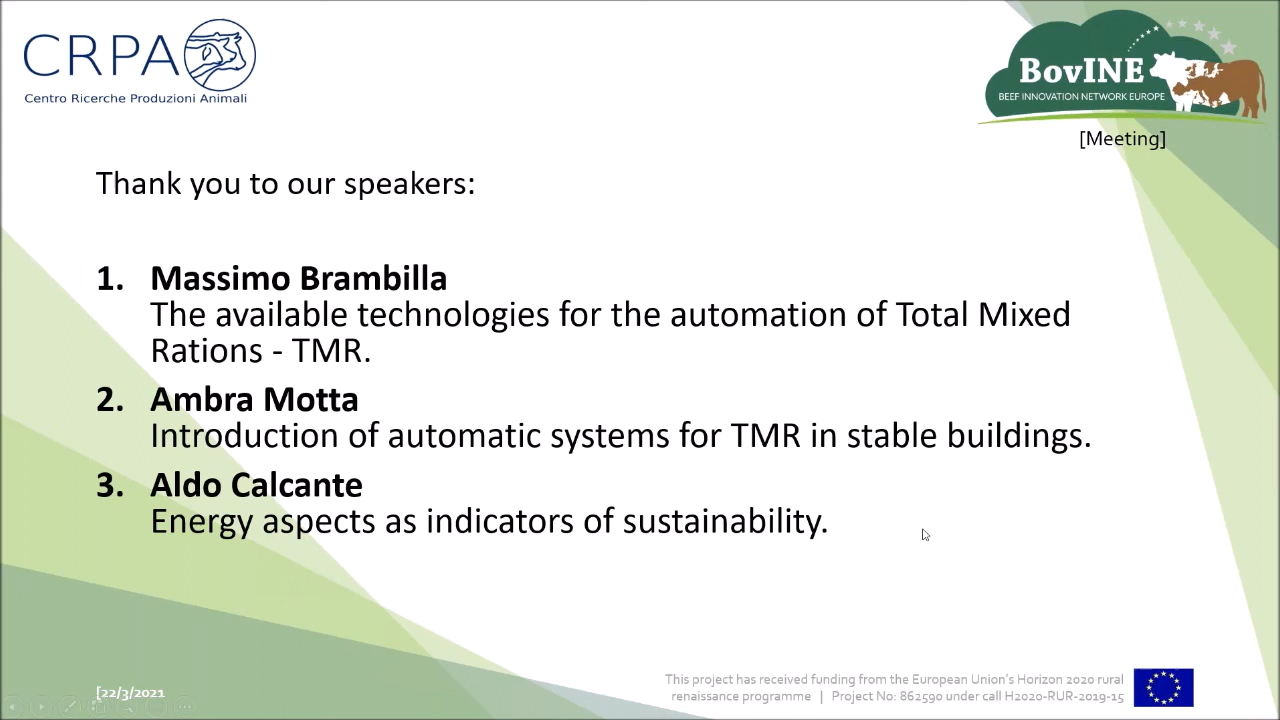 CRPA
Centro Ricerche Produzioni Animali
BovINE
BEEF INNOVATION NETWORK EUROPE
[Meeting]
Thank you to our speakers:
1. Massimo Brambilla
The available technologies for the automation of Total Mixed
Rations - TMR.
2. Ambra Motta
Introduction of automatic systems for TMR in stable buildings.
3. Aldo Calcante
Energy aspects as indicators of sustainability.
[22/3/2021
This project has received funding from the European Union's Horizon 2020 rural
renaissance programme | Project No: 862590 under call H2020-RUR-2019-15